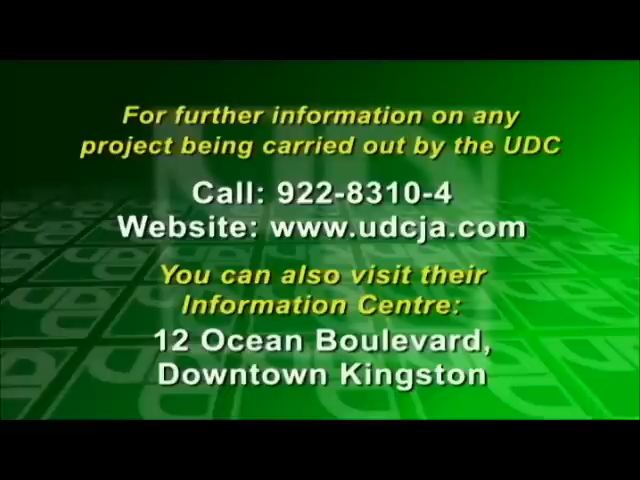 For further information on any
project being carried out by the UDC
Call: 922-8310-4
Website: www.udcja.com
You can also visit their
Information Centre:
12 Ocean Boulevard,
Downtown Kingston